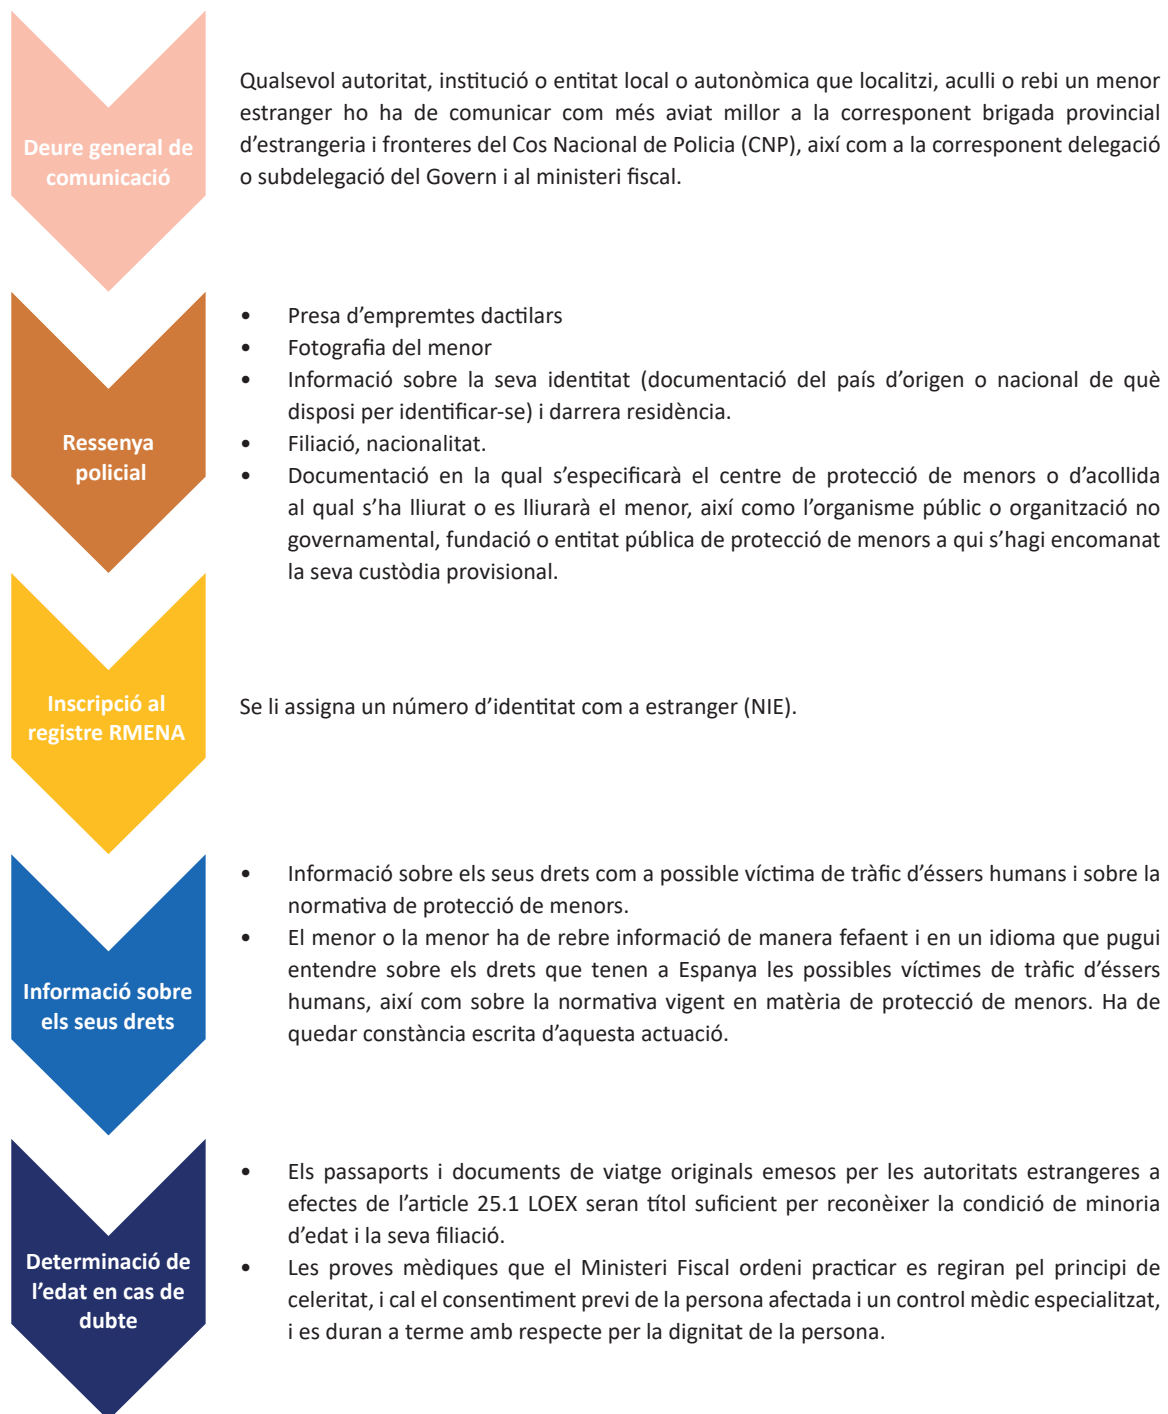 Deure general de
comunicació
Qualsevol autoritat, institució o entitat local o autonòmica que localitzi, aculli o rebi un menor
estranger ho ha de comunicar com més aviat millor a la corresponent brigada provincial
d’estrangeria i fronteres del Cos Nacional de Policia (CNP), així com a la corresponent delegació
o subdelegació del Govern i al ministeri fiscal.
Ressenya
policial
• Presa d’empremtes dactilars
• Fotografia del menor
• Informació sobre la seva identitat (documentació del país d’origen o nacional de què
disposi per identificar-se) i darrera residència.
• Filiació, nacionalitat.
• Documentació en la qual s’especificarà el centre de protecció de menors o d’acollida
al qual s’ha lliurat o es lliurarà el menor, així com l’organisme públic o organització no
governamental, fundació o entitat pública de protecció de menors a qui s’hagi encomanat
la seva custòdia provisional.
Inscripció al
registre RMENA
Se li assigna un número d’identitat com a estranger (NIE).
Informació sobre
els seus drets
• Informació sobre els seus drets com a possible víctima de tràfic d’éssers humans i sobre la
normativa de protecció de menors.
• El menor o la menor ha de rebre informació de manera fefaent i en un idioma que pugui
entendre sobre els drets que tenen a Espanya les possibles víctimes de tràfic d’éssers
humans, així com sobre la normativa vigent en matèria de protecció de menors. Ha de
quedar constància escrita d’aquesta actuació.
Determinació de
l’edat en cas de
dubte
• Els passaports i documents de viatge originals emesos per les autoritats estrangeres a
efectes de l’article 25.1 LOEX seran títol suficient per reconèixer la condició de minoria
d’edat i la seva filiació.
• Les proves mèdiques que el Ministeri Fiscal ordeni practicar es regiran pel principi de
celeritat, i cal el consentiment previ de la persona afectada i un control mèdic especialitzat,
i es duran a terme amb respecte per la dignitat de la persona.